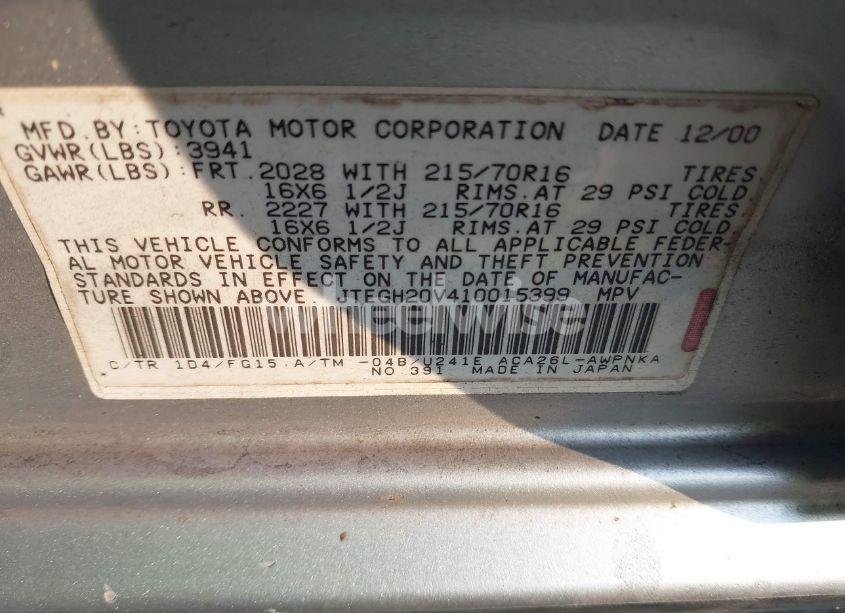 MFD.BY:TOYOTA MOTOR CORPORATION DATE 12/00
GVWR(LBS):3941
GAWR(LBS):FRT.2028 WITH 215/70R16 TIRES.
16X6 1/2J RIMS.AT 29 PSI COLD.
RR. 2227 WITH 215/70R16 TIRES
16X6 1/2J RIMS.AT 29 PSI COLD.
THIS VEHICLE CONFORMS TO ALL APPLICABLE FEDER-
AL MOTOR VEHICLE SAFETY AND THEFT PREVENTION
STANDARDS IN EFFECT ON THE DATE OF MANUFAC-
TURE SHOWN ABOVE. JTEGH20V410015399 MPV
wheelwise
C/TR 1D4/FG15 A/TM -04B/U241E ACA26L-AWPNKA
NO.391 MADE IN JAPAN